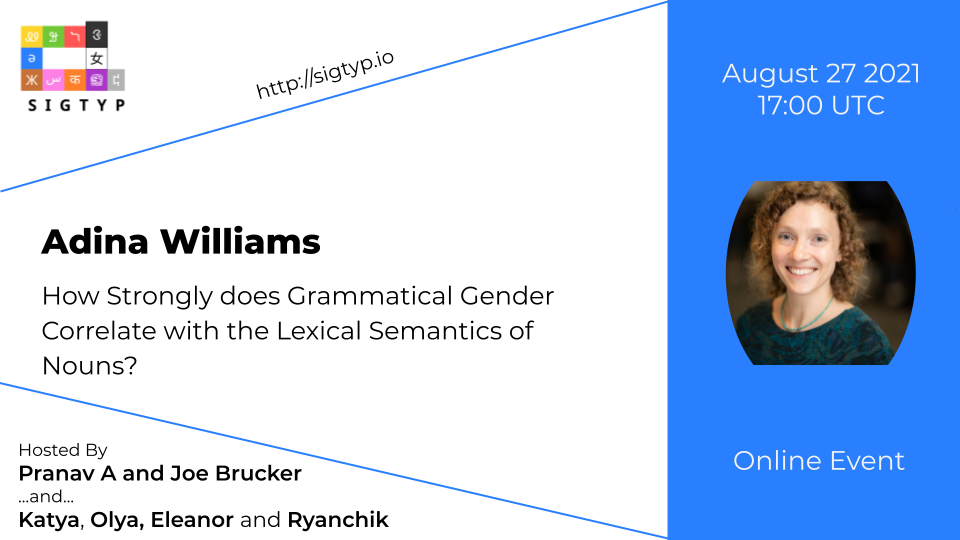 SIGTYP
http://sigtyp.io
August 27 2021
17:00 UTC
Adina Williams
How Strongly does Grammatical Gender
Correlate with the Lexical Semantics of
Nouns?
Hosted By
Pranav A and Joe Brucker
...and...
Katya, Olya, Eleanor and Ryanchik
Online Event